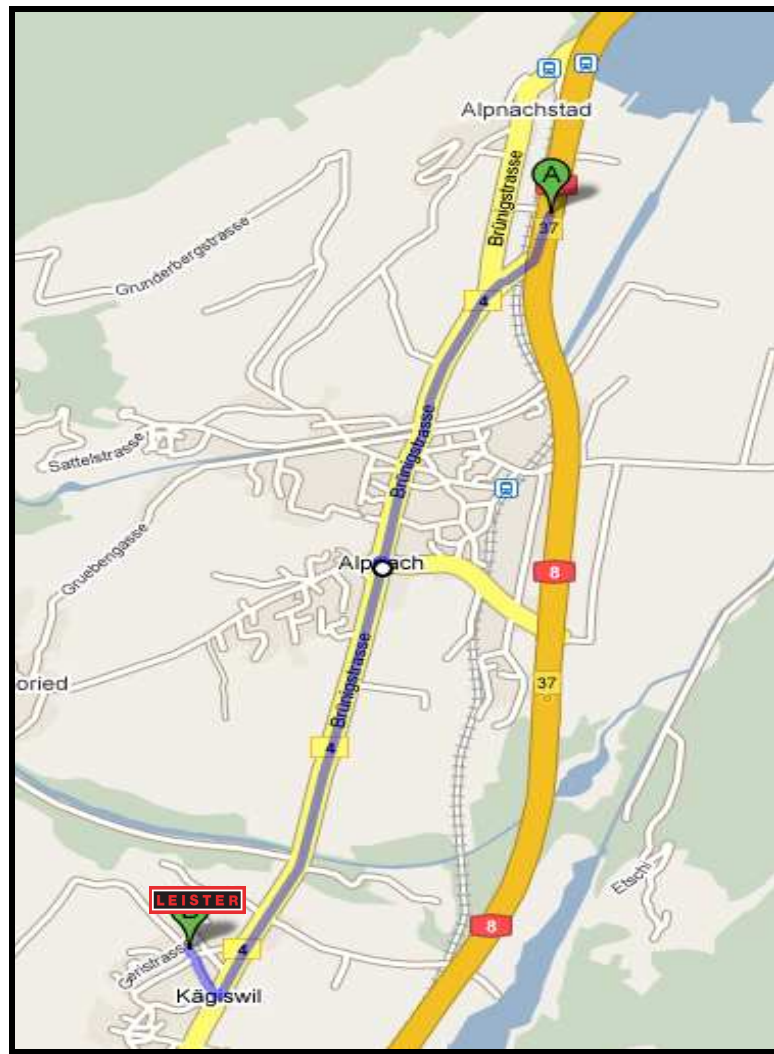 Alpnachstad
A
Brünigstrasse
37
Grunderbergstrasse
4
Brünigstrasse
Sattelstrasse
Gruebengasse
Alpnach
8
Brünigstrasse
oried
37
4
Etschi
LEISTER
8
4
Geristrasse
Kägiswil